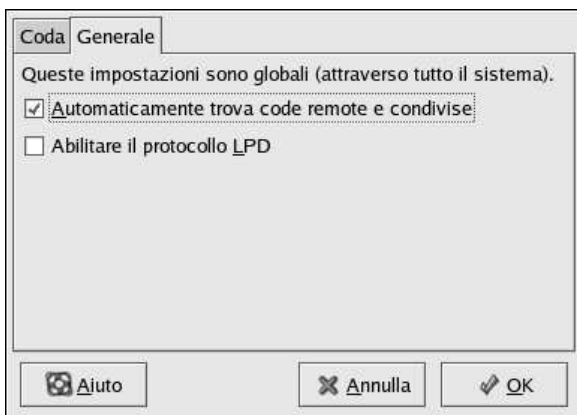 Coda Generale
Queste impostazioni sono globali (attraverso tutto il sistema).
Automaticamente trova code remote e condivise
Abilitare il protocollo LPD
Aiuto Annulla OK